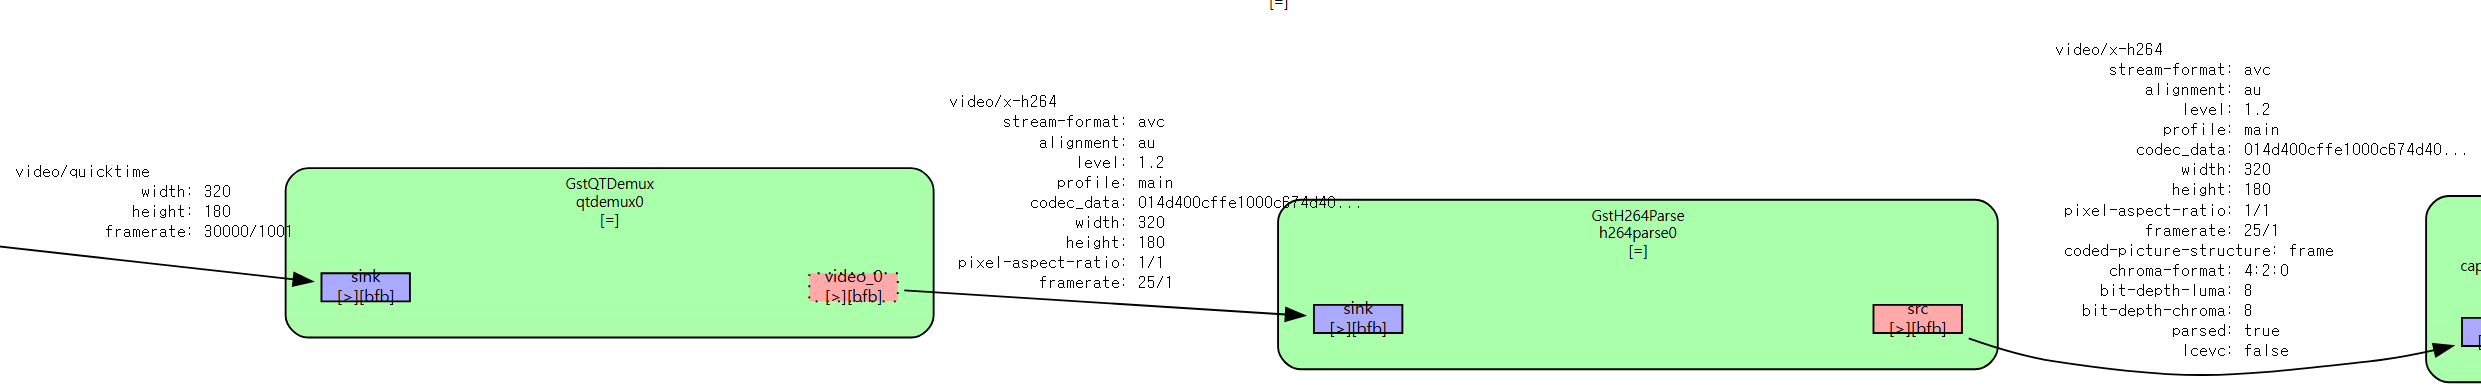 [=]
video/quicktime
width: 320
height: 180
framerate: 30000/1001
GstQTDemux
qtdemux0
[=]
sink
[>][bfb]
video_0
[>][bfb]
video/x-h264
stream-format: avc
alignment: au
level: 1.2
profile: main
codec_data: 014d400cffe1000c674d40...
width: 320
height: 180
pixel-aspect-ratio: 1/1
framerate: 25/1
GstH264Parse
h264parse0
[=]
sink
[>][bfb]
src
[>][bfb]
video/x-h264
stream-format: avc
alignment: au
level: 1.2
profile: main
codec_data: 014d400cffe1000c674d40...
width: 320
height: 180
pixel-aspect-ratio: 1/1
framerate: 25/1
coded-picture-structure: frame
chroma-format: 4:2:0
bit-depth-luma: 8
bit-depth-chroma: 8
parsed: true
lcevc: false
cap